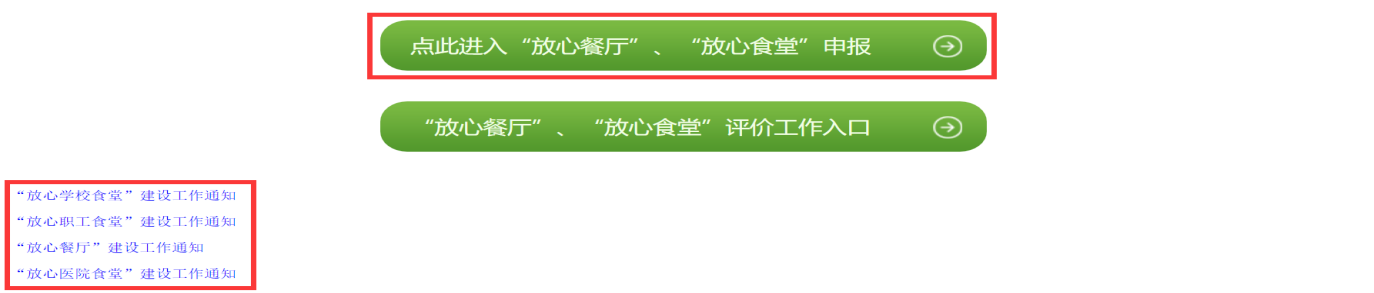 点此进入“放心餐厅”、“放心食堂”申报
“放心餐厅”、“放心食堂”评价工作入口
“放心学校食堂”建设工作通知
“放心职工食堂”建设工作通知
“放心餐厅”建设工作通知
“放心医院食堂”建设工作通知